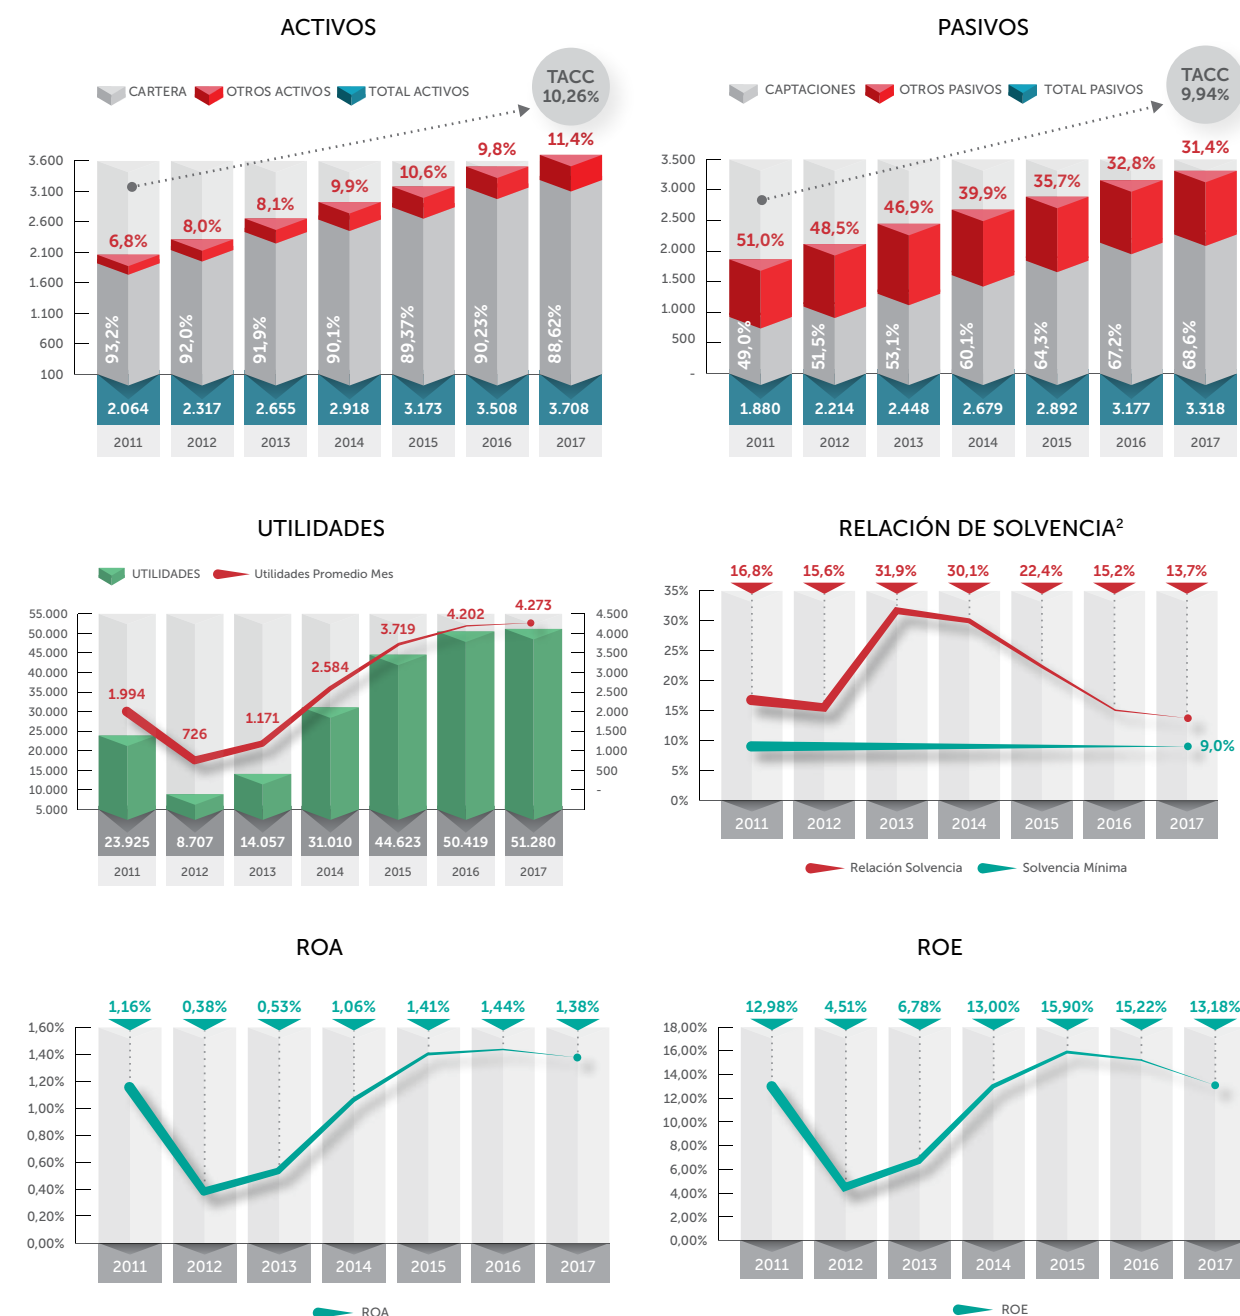 ACTIVOS
CARTERA OTROS ACTIVOS TOTAL ACTIVOS
TACC
10,26%
3.600
3.100
2.600
2.100
1.600
1.100
600
100
6,8% 8,0% 8,1% 9,9% 10,6% 9,8% 11,4%
93,2% 92,0% 91,9% 90,1% 89,37% 90,23% 88,62%
2.064 2.317 2.655 2.918 3.173 3.508 3.708
2011 2012 2013 2014 2015 2016 2017
PASIVOS
CAPTACIONES OTROS PASIVOS TOTAL PASIVOS
TACC
9,94%
3.500
3.000
2.500
2.000
1.500
1.000
500
-
51,0% 48,5% 46,9% 39,9% 35,7% 32,8% 31,4%
49,0% 51,5% 53,1% 60,1% 64,3% 67,2% 68,6%
1.880 2.214 2.448 2.679 2.892 3.177 3.318
2011 2012 2013 2014 2015 2016 2017
UTILIDADES
UTILIDADES Utilidades Promedio Mes
55.000
50.000
45.000
40.000
35.000
30.000
25.000
20.000
15.000
10.000
5.000
1.994 726 1.171 2.584 3.719 4.202 4.273
4.500
4.000
3.500
3.000
2.500
2.000
1.500
1.000
500
-
23.925 8.707 14.057 31.010 44.623 50.419 51.280
2011 2012 2013 2014 2015 2016 2017
RELACIÓN DE SOLVENCIA²
16,8% 15,6% 31,9% 30,1% 22,4% 15,2% 13,7%
35%
30%
25%
20%
15%
10%
5%
0%
9,0%
2011 2012 2013 2014 2015 2016 2017
Relación Solvencia Solvencia Mínima
ROA
1,16% 0,38% 0,53% 1,06% 1,41% 1,44% 1,38%
1,60%
1,40%
1,20%
1,00%
0,80%
0,60%
0,40%
0,20%
0,00%
2011 2012 2013 2014 2015 2016 2017
ROA
ROE
12,98% 4,51% 6,78% 13,00% 15,90% 15,22% 13,18%
18,00%
16,00%
14,00%
12,00%
10,00%
8,00%
6,00%
4,00%
2,00%
0,00%
2011 2012 2013 2014 2015 2016 2017
ROE